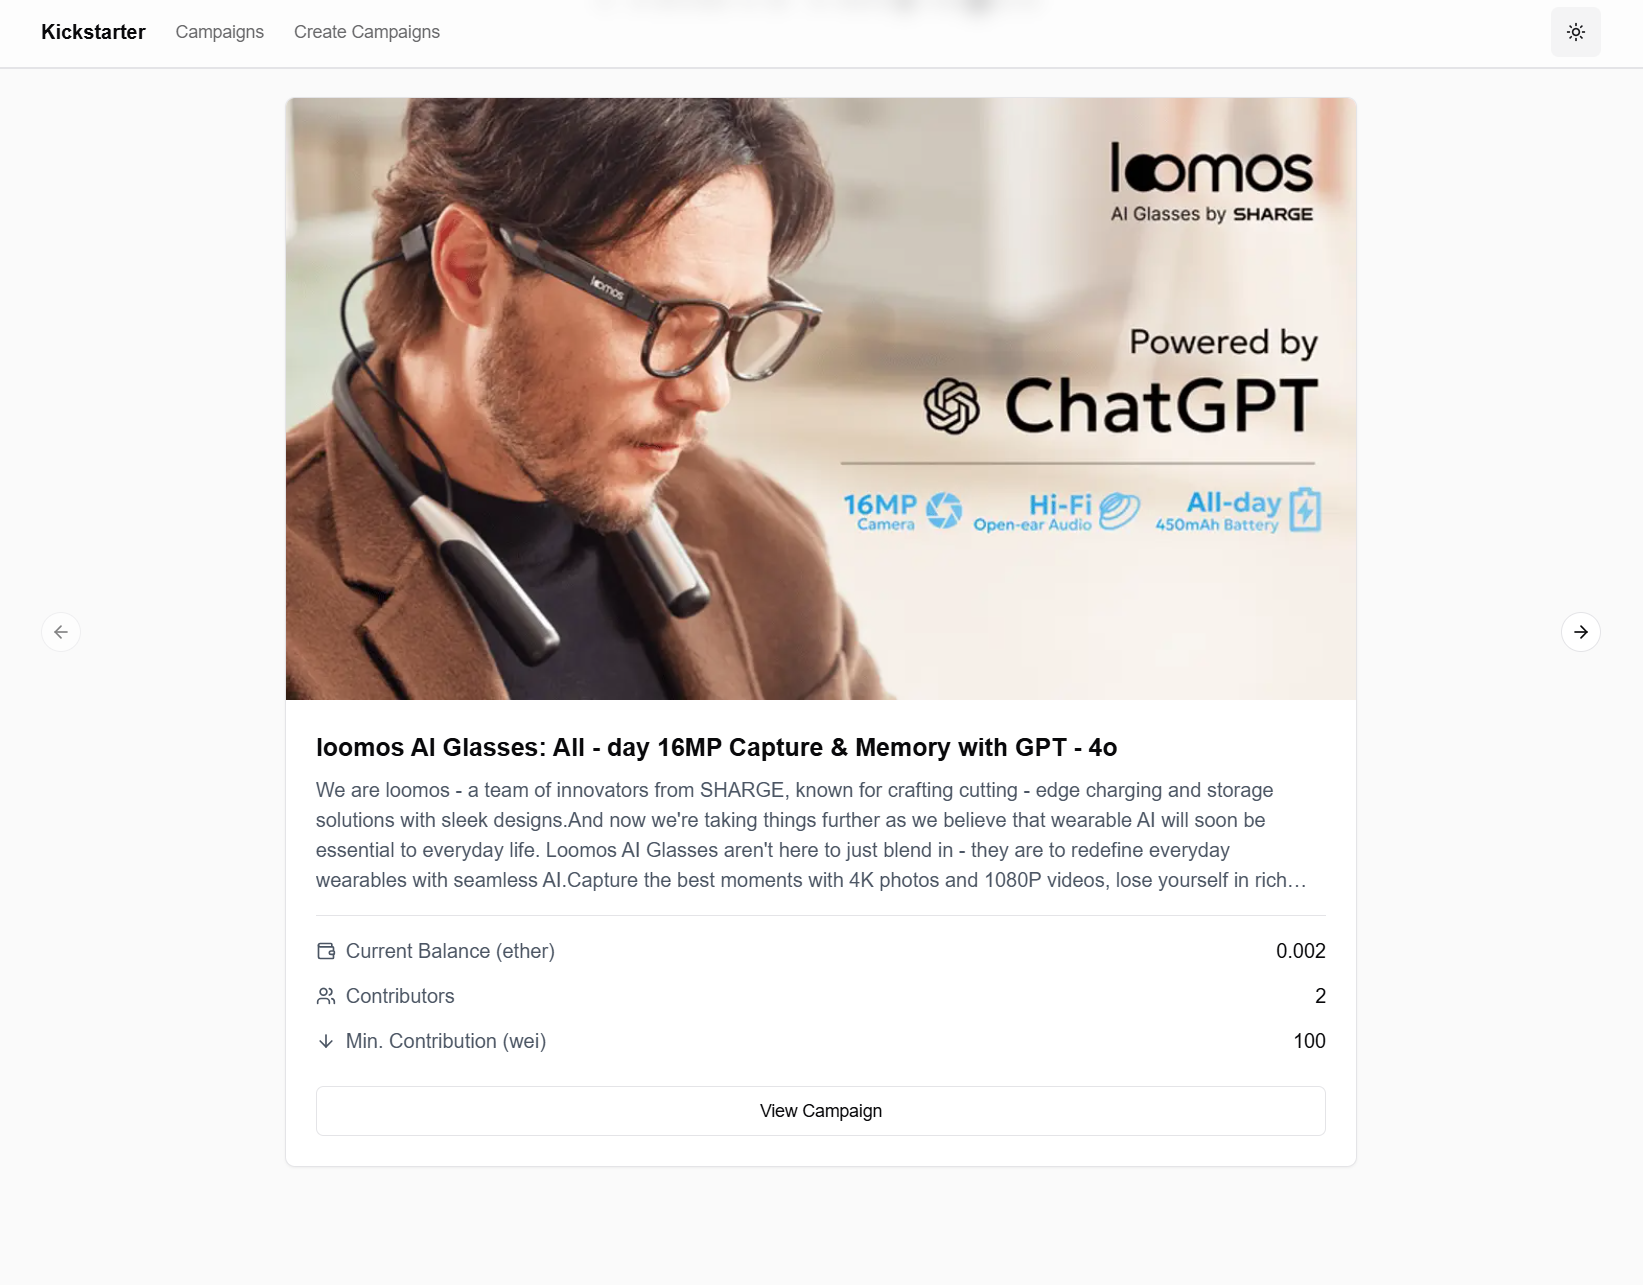 Kickstarter Campaigns Create Campaigns
loomos
AI Glasses by SHARGE
loomos
Powered by
ChatGPT
16MP Camera
Hi-Fi Open-ear Audio
All-day 450mAh Battery
loomos AI Glasses: All - day 16MP Capture & Memory with GPT - 4o
We are loomos - a team of innovators from SHARGE, known for crafting cutting - edge charging and storage
solutions with sleek designs.And now we're taking things further as we believe that wearable AI will soon be
essential to everyday life. Loomos AI Glasses aren't here to just blend in - they are to redefine everyday
wearables with seamless AI.Capture the best moments with 4K photos and 1080P videos, lose yourself in rich…
Current Balance (ether) 0.002
Contributors 2
Min. Contribution (wei) 100
View Campaign